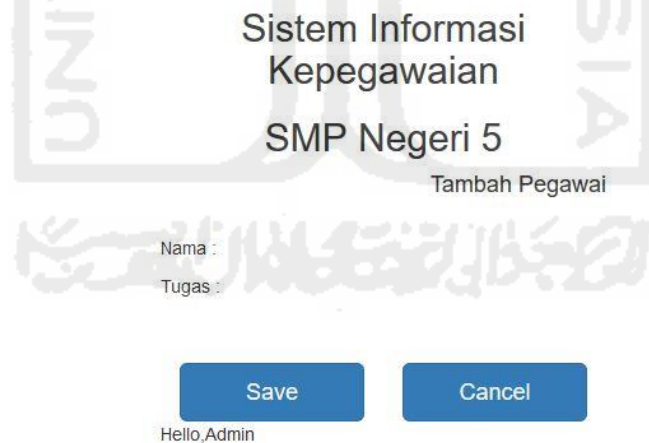 Sistem Informasi
Kepegawaian
SMP Negeri 5
Tambah Pegawai
Nama :
Tugas :
Save
Cancel
Hello,Admin